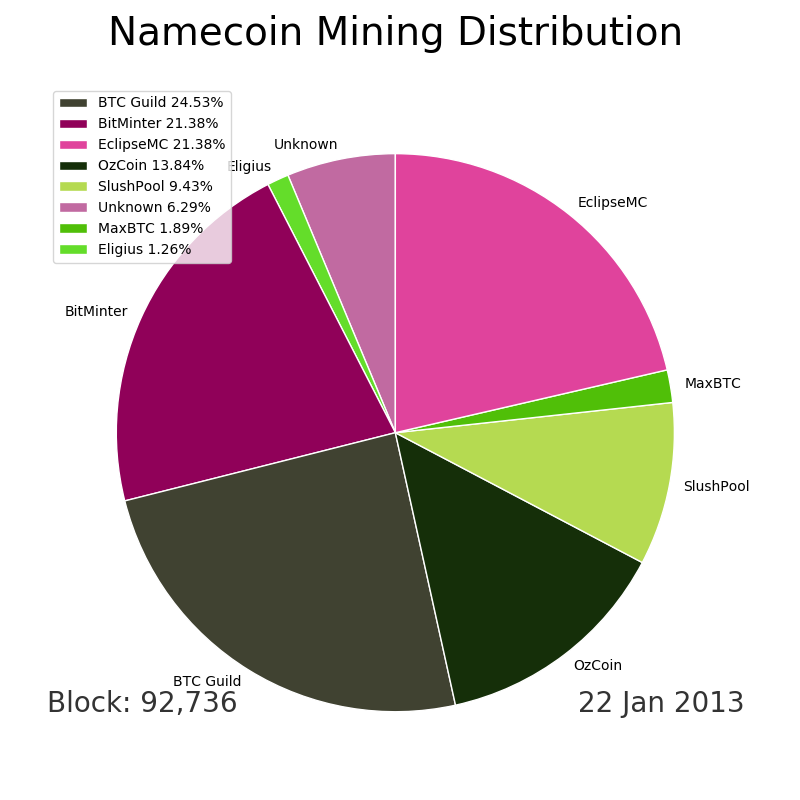 Namecoin Mining Distribution
BTC Guild 24.53%
BitMinter 21.38%
EclipseMC 21.38%
OzCoin 13.84%
SlushPool 9.43%
Unknown 6.29%
MaxBTC 1.89%
Eligius 1.26%
Unknown
Eligius
EclipseMC
BitMinter
MaxBTC
SlushPool
OzCoin
BTC Guild
Block: 92,736
22 Jan 2013